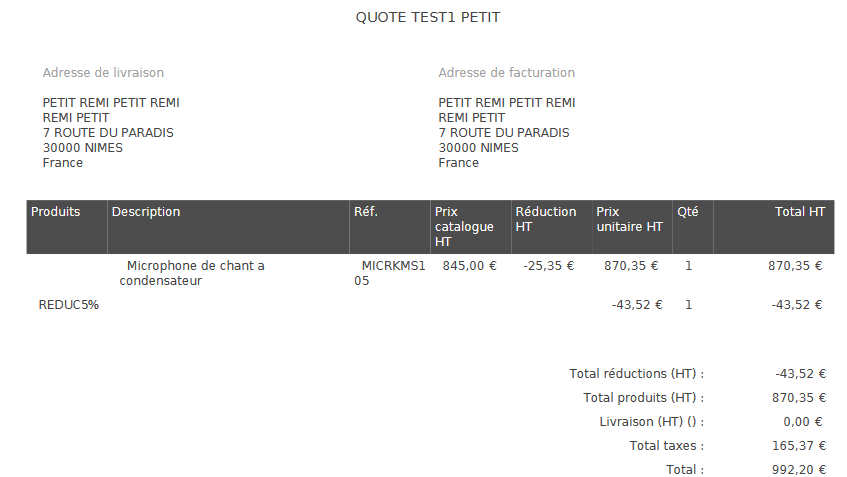 QUOTE TEST1 PETIT
Adresse de livraison
Adresse de facturation
PETIT REMI PETIT REMI
REMI PETIT
7 ROUTE DU PARADIS
30000 NIMES
France
PETIT REMI PETIT REMI
REMI PETIT
7 ROUTE DU PARADIS
30000 NIMES
France
Produits Description Réf. Prix catalogue HT Réduction HT Prix unitaire HT Qté Total HT
Microphone de chant a condensateur MICRKMS105 845,00 € -25,35 € 870,35 € 1 870,35 €
REDUC5% -43,52 € 1 -43,52 €
Total réductions (HT) : -43,52 €
Total produits (HT) : 870,35 €
Livraison (HT) () : 0,00 €
Total taxes : 165,37 €
Total : 992,20 €